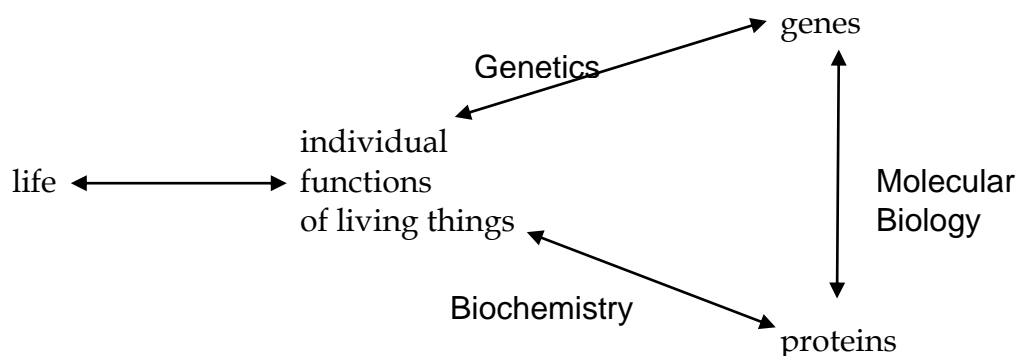 genes
Genetics
individual
life
functions
of living things
Molecular
Biology
Biochemistry
proteins